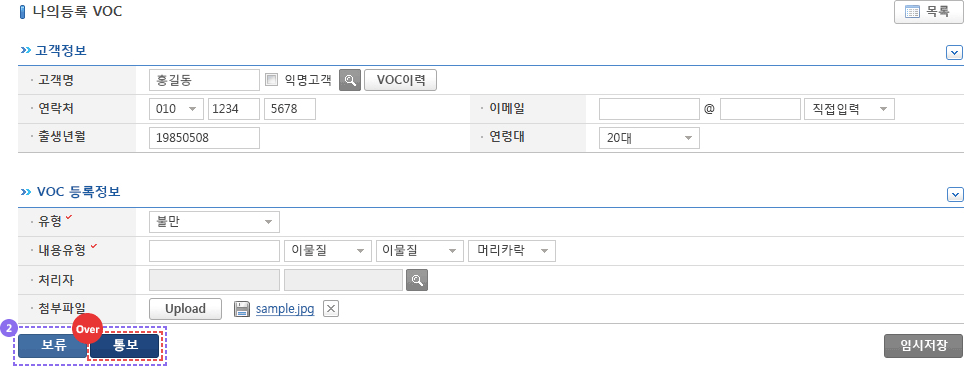 나의등록 VOC 목록
고객정보
고객명 홍길동 익명고객 VOC이력
연락처 010 1234 5678 이메일 @ 직접입력
출생년월 19850508 연령대 20대
VOC 등록정보
유형 불만
내용유형 이물질 이물질 머리카락
처리자
첨부파일 Upload sample.jpg
2 Over
보류 통보 임시저장